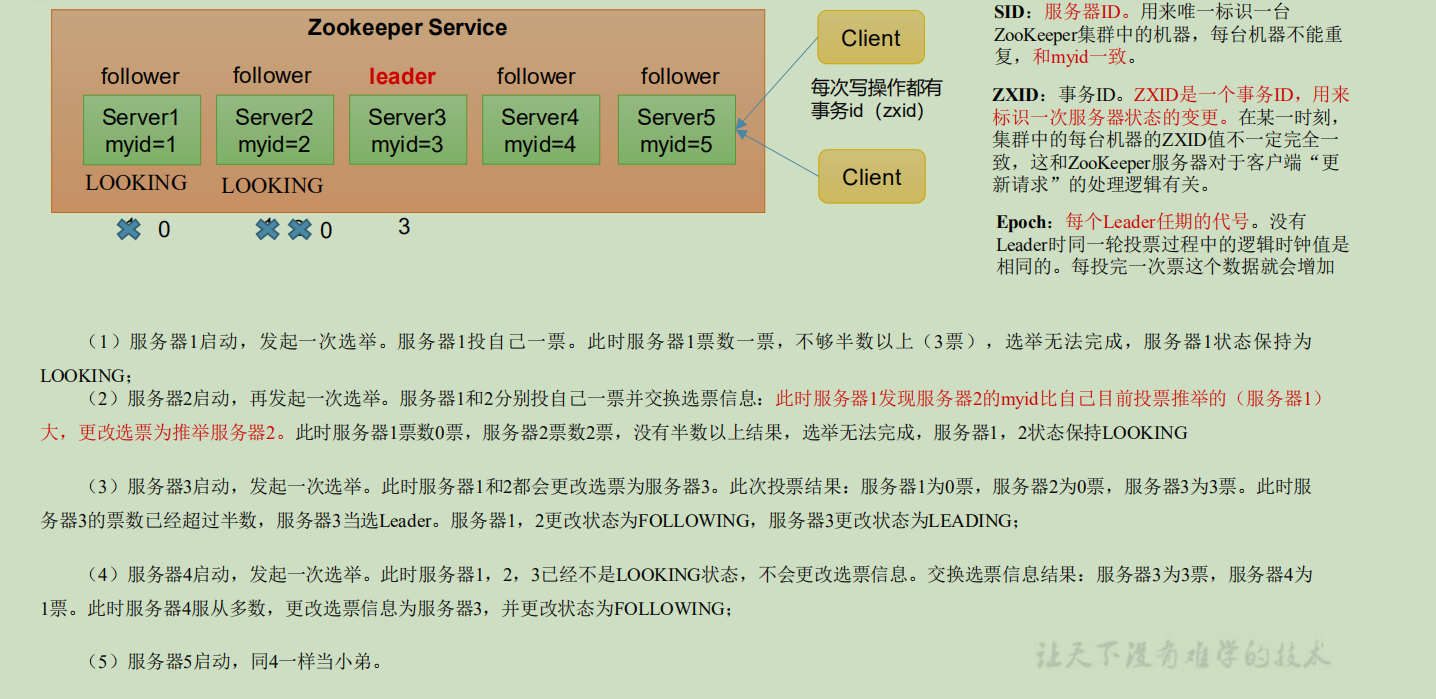 Zookeeper Service
follower
follower
leader
follower
follower
Server1
myid=1
Server2
myid=2
Server3
myid=3
Server4
myid=4
Server5
myid=5
LOOKING
LOOKING
0
0
3
Client
每次写操作都有
事务id（zxid）
Client
SID：服务器ID。用来唯一标识一台
ZooKeeper集群中的机器，每台机器不能重
复，和myid一致。
ZXID：事务ID。ZXID是一个事务ID，用来
标识一次服务器状态的变更。在某一时刻，
集群中的每台机器的ZXID值不一定完全一
致，这和ZooKeeper服务器对于客户端“更
新请求”的处理逻辑有关。
Epoch：每个Leader任期的代号。没有
Leader时同一轮投票过程中的逻辑时钟值是
相同的。每投完一次票这个数据就会增加
（1）服务器1启动，发起一次选举。服务器1投自己一票。此时服务器1票数一票，不够半数以上（3票），选举无法完成，服务器1状态保持为
LOOKING；
（2）服务器2启动，再发起一次选举。服务器1和2分别投自己一票并交换选票信息：此时服务器1发现服务器2的myid比自己目前投票推举的（服务器1）
大，更改选票为推举服务器2。此时服务器1票数0票，服务器2票数2票，没有半数以上结果，选举无法完成，服务器1，2状态保持LOOKING
（3）服务器3启动，发起一次选举。此时服务器1和2都会更改选票为服务器3。此次投票结果：服务器1为0票，服务器2为0票，服务器3为3票。此时服
务器3的票数已经超过半数，服务器3当选Leader。服务器1，2更改状态为FOLLOWING，服务器3更改状态为LEADING；
（4）服务器4启动，发起一次选举。此时服务器1，2，3已经不是LOOKING状态，不会更改选票信息。交换选票信息结果：服务器3为3票，服务器4为
1票。此时服务器4服从多数，更改选票信息为服务器3，并更改状态为FOLLOWING；
（5）服务器5启动，同4一样当小弟。
让天下没有难学的技术